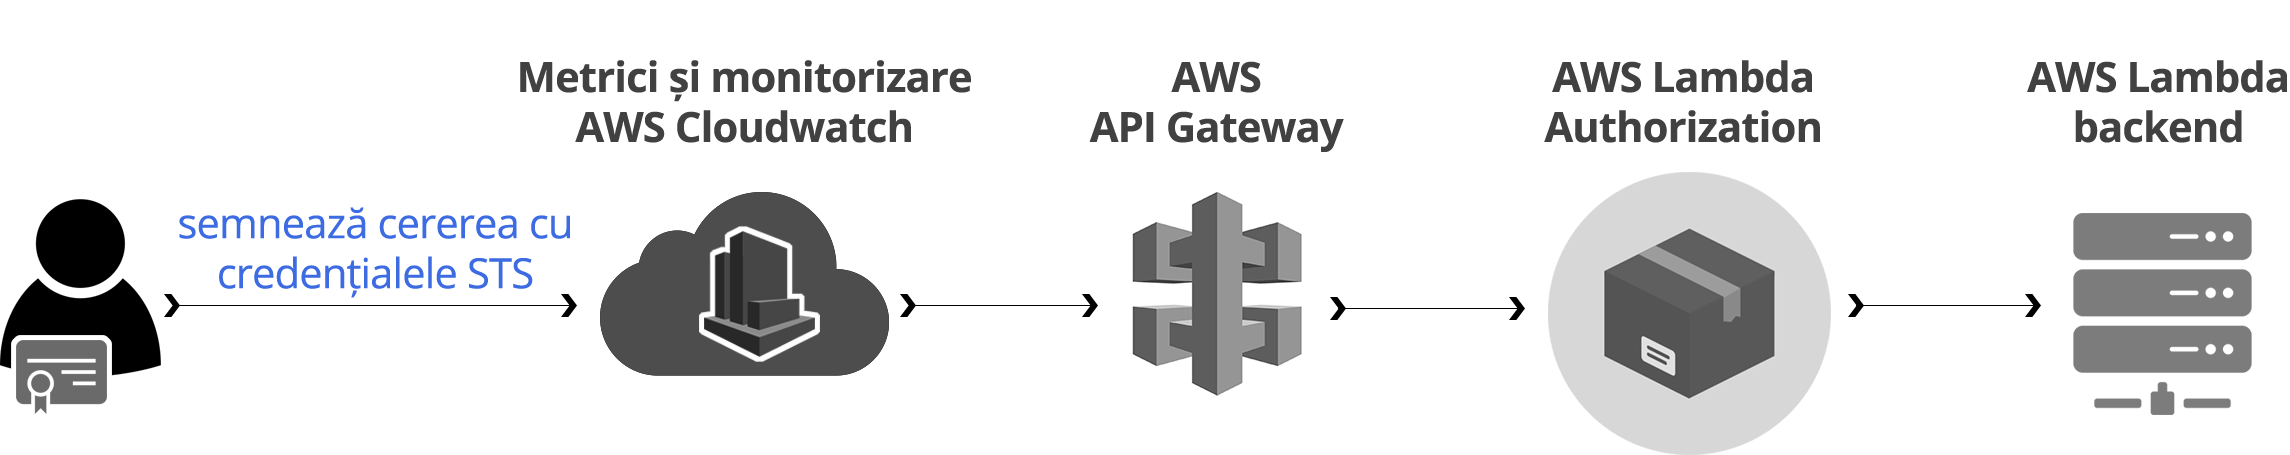 Metrici și monitorizare
AWS Cloudwatch
AWS
API Gateway
AWS Lambda
Authorization
AWS Lambda
backend
semnează cererea cu
credențialele STS